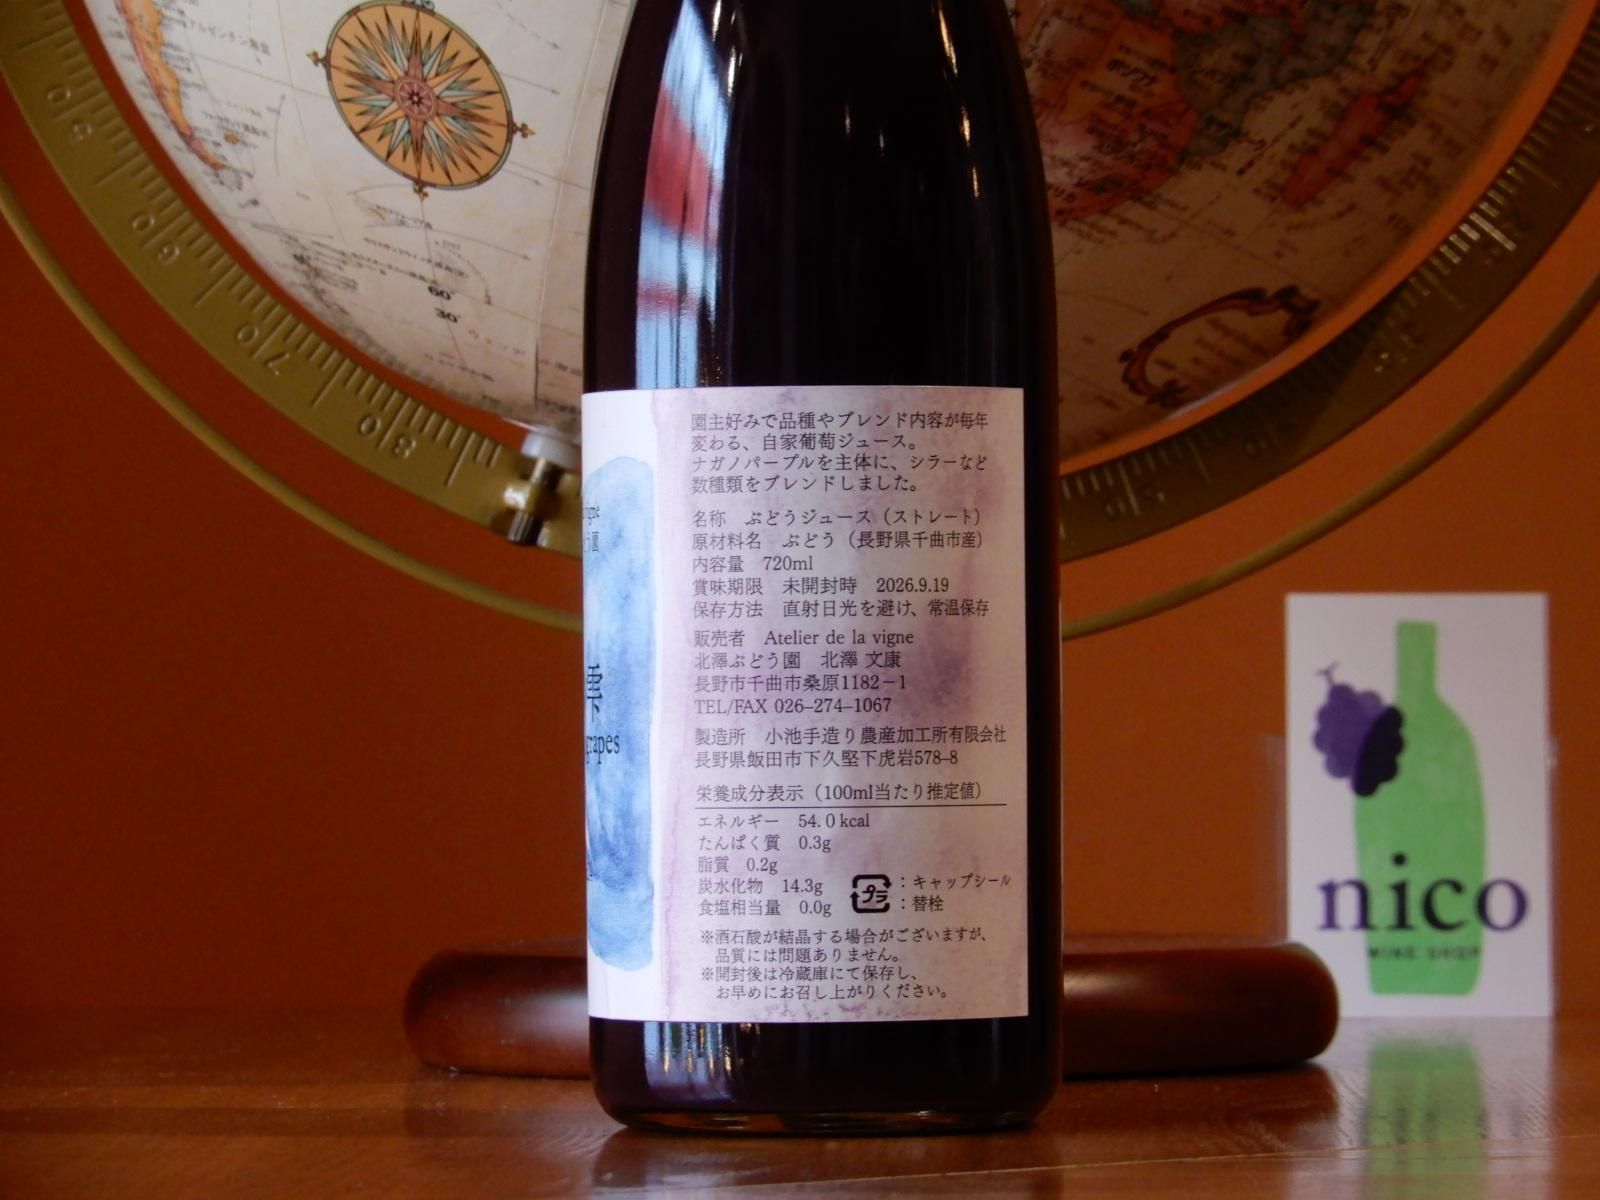 園主好みで品種やブレンド内容が毎年
変わる、自家葡萄ジュース。
ナガノパープルを主体に、シラーなど
数種類をブレンドしました。
名称　ぶどうジュース（ストレート）
原材料名　ぶどう（長野県千曲市産）
内容量　720ml
賞味期限　未開封時　2026.9.19
保存方法　直射日光を避け、常温保存
販売者　Atelier de la vigne
北澤ぶどう園　北澤 文康
長野市千曲市桑原1182－1
TEL/FAX 026–274–1067
製造所　小池手造り農産加工所有限会社
長野県飯田市下久堅下虎岩578–8
栄養成分表示（100ml当たり推定値）
エネルギー　54.0 kcal
たんぱく質　0.3g
脂質　0.2g
炭水化物　14.3g
食塩相当量　0.0g
プラ
：キャップシール
：替栓
※酒石酸が結晶する場合がございますが、
品質には問題ありません。
※開封後は冷蔵庫にて保存し、
お早めにお召し上がりください。
雫
grapes
nico
WINE SHOP
60°
30°